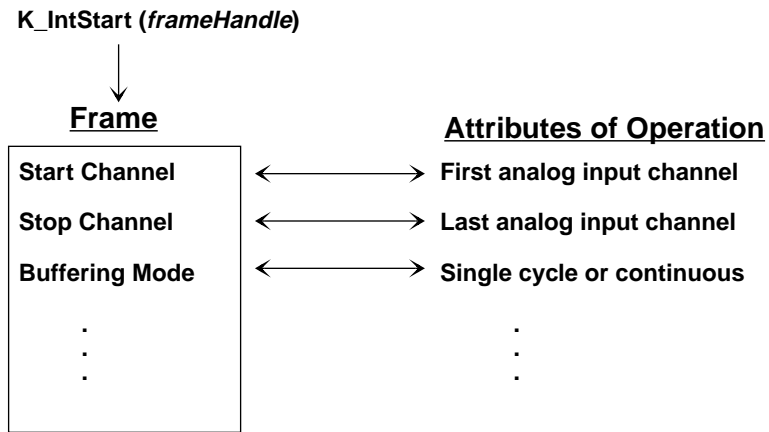 K_IntStart (frameHandle)
Frame
Attributes of Operation
Start Channel
First analog input channel
Stop Channel
Last analog input channel
Buffering Mode
Single cycle or continuous
. .
. .
. .